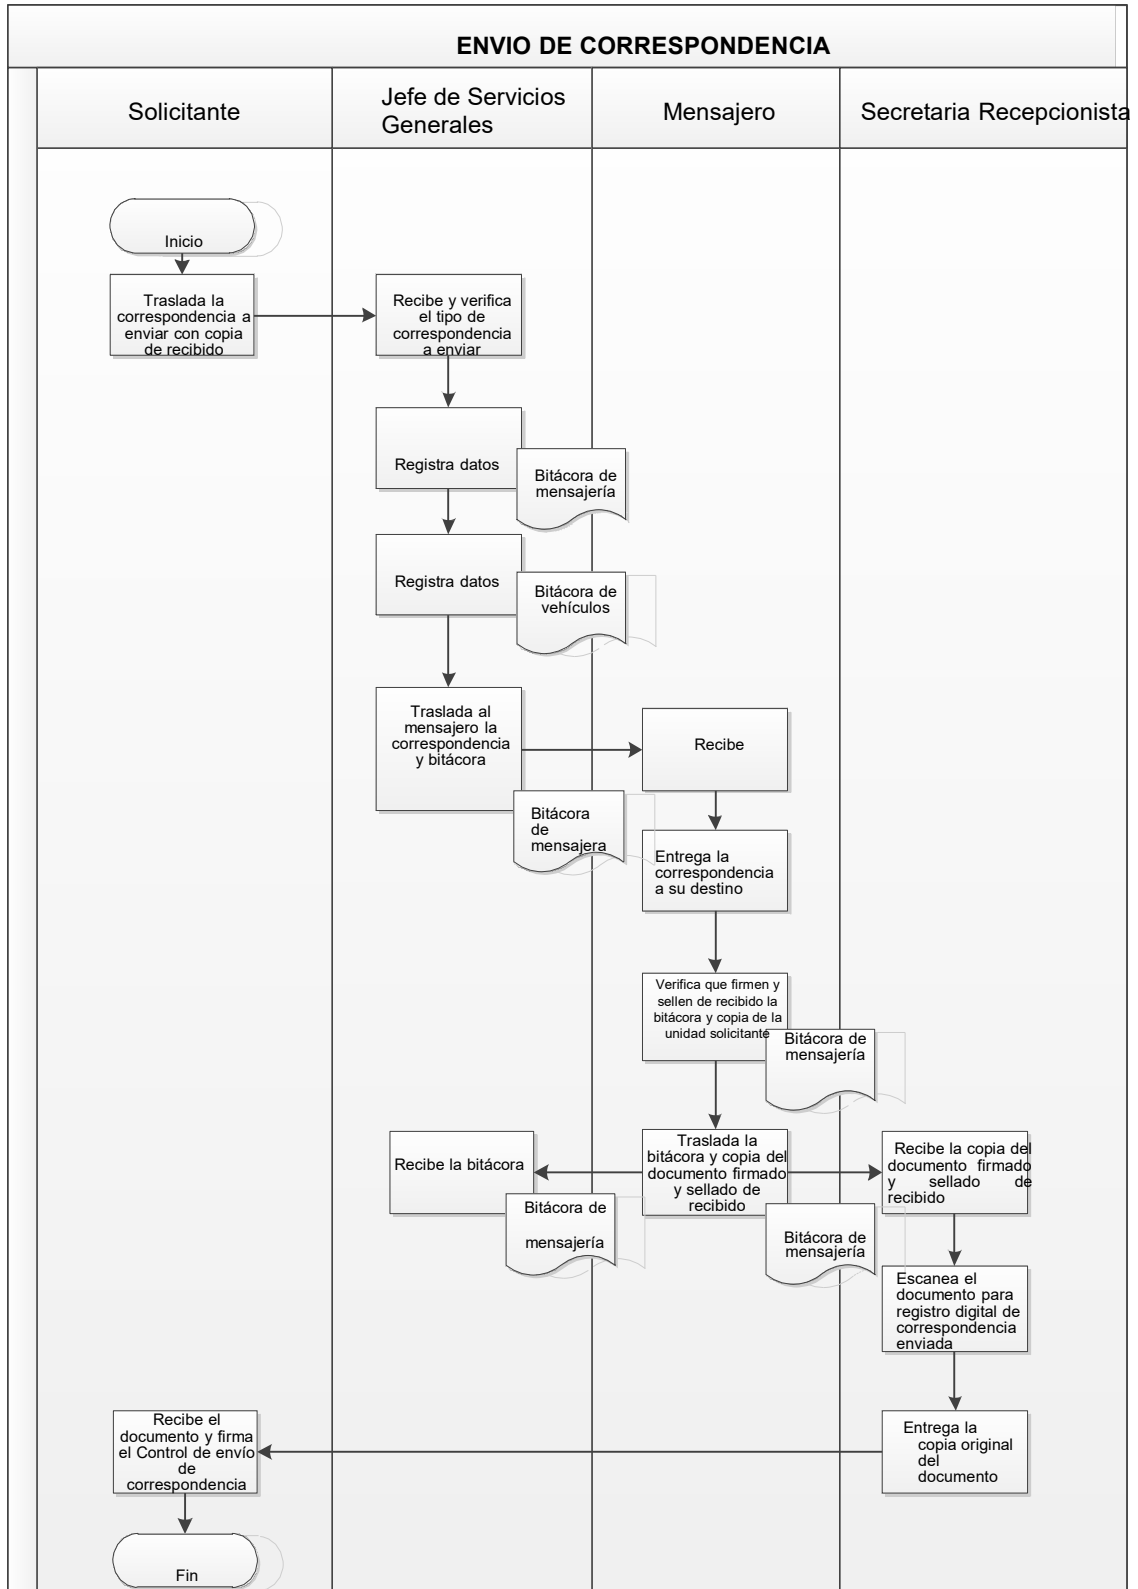 ENVIO DE CORRESPONDENCIA
Solicitante
Jefe de Servicios
Generales
Mensajero
Secretaria Recepcionista
Inicio
Traslada la
correspondencia a
enviar con copia
de recibido
Recibe y verifica
el tipo de
correspondencia
a enviar
Registra datos
Bitácora de
mensajería
Registra datos
Bitácora de
vehículos
Traslada al
mensajero la
correspondencia
y bitácora
Recibe
Bitácora
de
mensajera
Entrega la
correspondencia
a su destino
Verifica que firmen y
sellen de recibido la
bitácora y copia de la
unidad solicitante
Bitácora de
mensajería
Recibe la bitácora
Bitácora de
mensajería
Traslada la
bitácora y copia del
documento firmado
y sellado de
recibido
Bitácora de
mensajería
Recibe la copia del
documento firmado
y sellado de
recibido
Escanea el
documento para
registro digital de
correspondencia
enviada
Entrega la
copia original
del
documento
Recibe el
documento y firma
el Control de envío
de
correspondencia
Fin